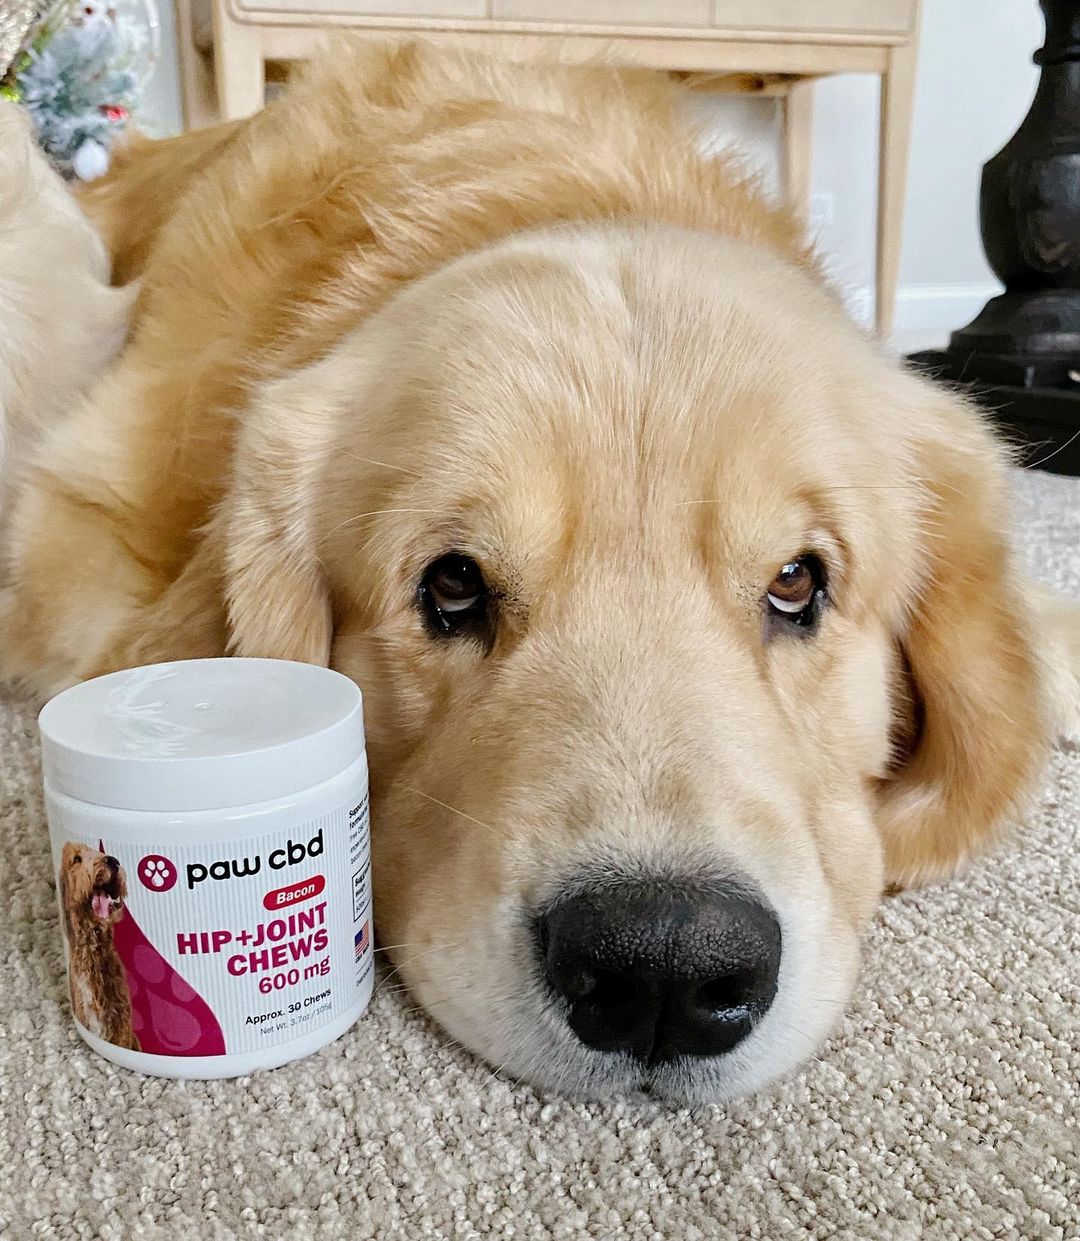 paw cbd
Bacon
HIP+JOINT
CHEWS
600 mg
Approx. 30 Chews
Net Wt. 3.7oz / 105g